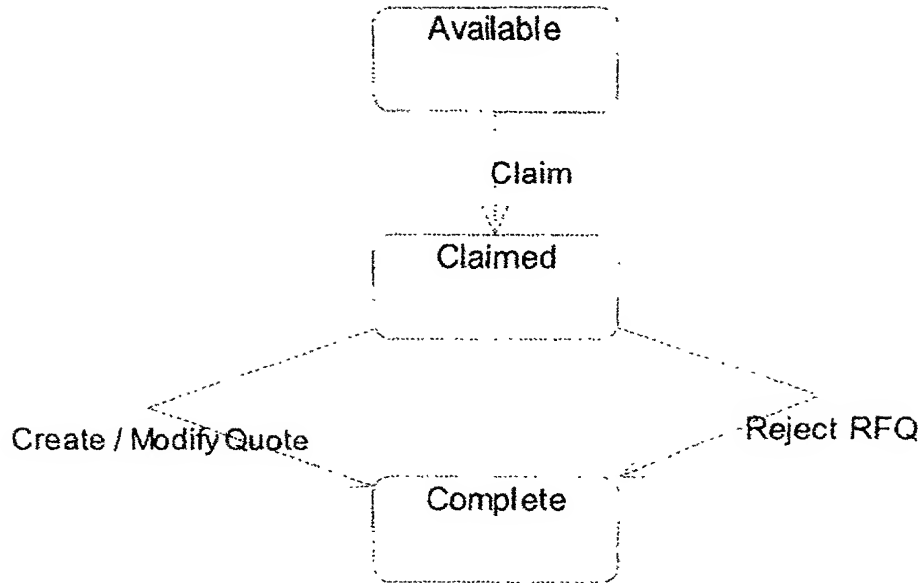 Available
Claim
Claimed
Create / Modify Quote
Reject RFQ
Complete